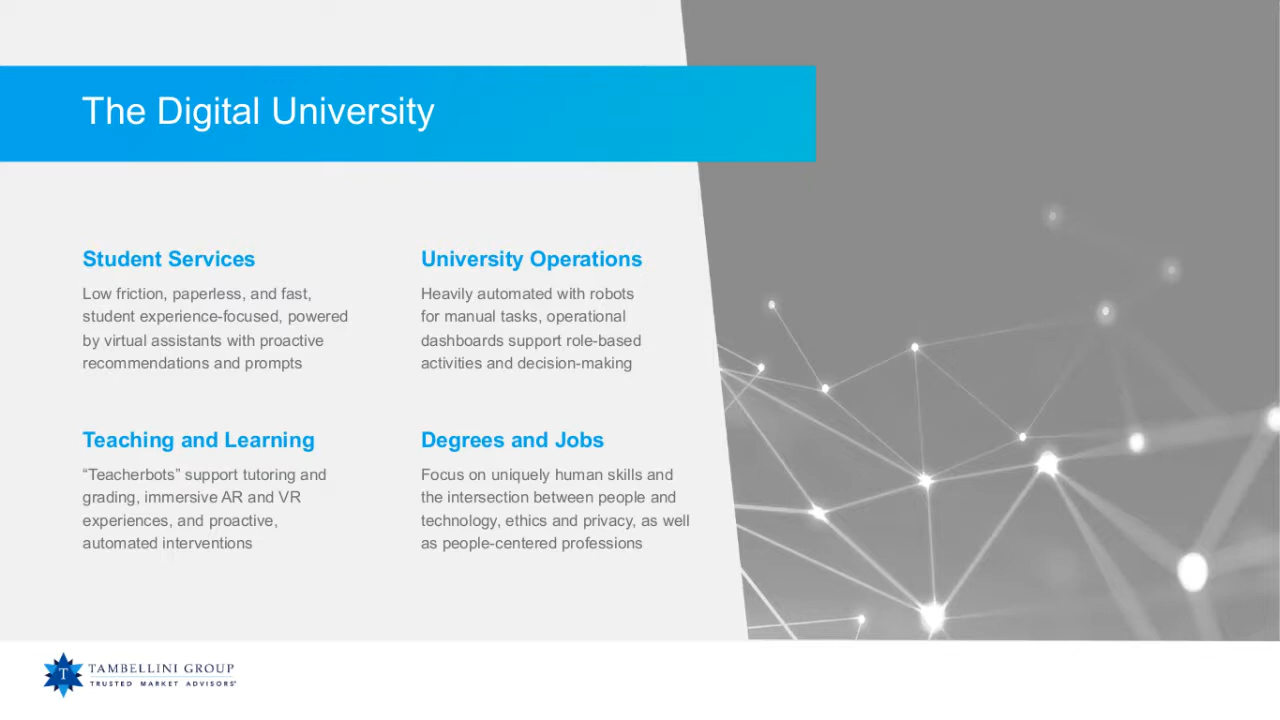 The Digital University
Student Services
Low friction, paperless, and fast,
student experience-focused, powered
by virtual assistants with proactive
recommendations and prompts
University Operations
Heavily automated with robots
for manual tasks, operational
dashboards support role-based
activities and decision-making
Teaching and Learning
“Teacherbots” support tutoring and
grading, immersive AR and VR
experiences, and proactive,
automated interventions
Degrees and Jobs
Focus on uniquely human skills and
the intersection between people and
technology, ethics and privacy, as well
as people-centered professions
T
TAMBELLINI GROUP
TRUSTED MARKET ADVISORS®